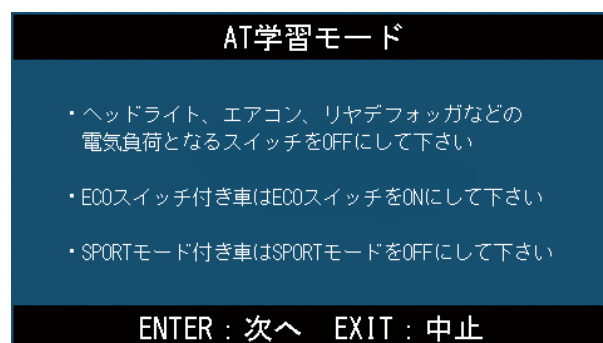 AT学習モード
・ヘッドライト、エアコン、リヤデフォッガなどの
電気負荷となるスイッチをOFFにして下さい
・ECOスイッチ付き車はECOスイッチをONにして下さい
・SPORTモード付き車はSPORTモードをOFFにして下さい
ENTER：次へ　EXIT：中止